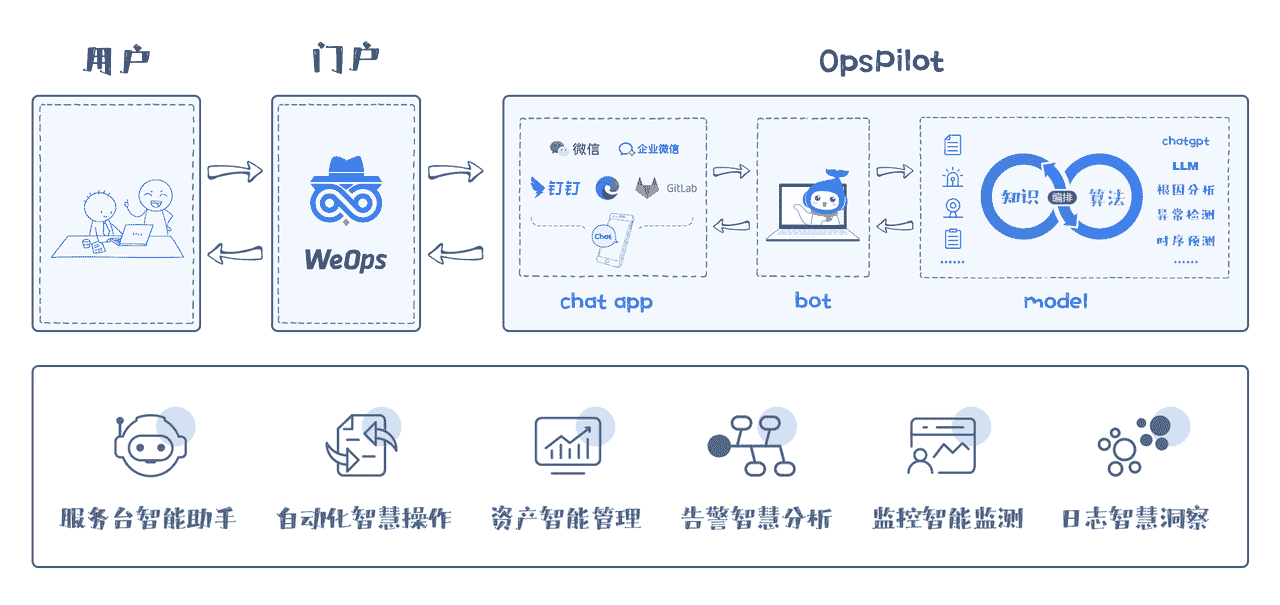 用户
门户
OpsPilot
WeOps
微信
企业微信
钉钉
GitLab
Chat
chat app
bot
知识
编排
算法
chatgpt
LLM
根因分析
异常检测
时序预测
......
......
model
服务台智能助手
自动化智慧操作
资产智能管理
告警智慧分析
监控智能监测
日志智慧洞察